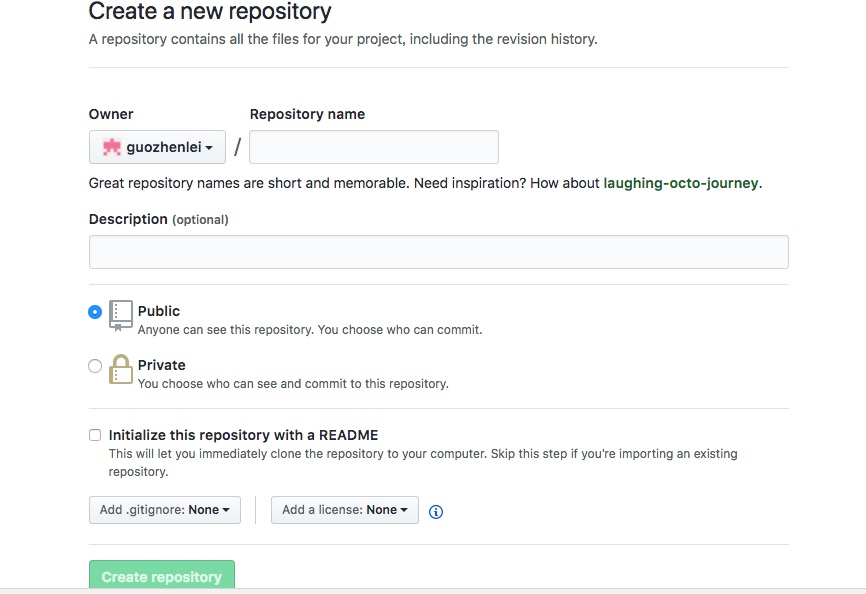 Create a new repository
A repository contains all the files for your project, including the revision history.
Owner
Repository name
guozhenlei
/
Great repository names are short and memorable. Need inspiration? How about laughing-octo-journey.
Description (optional)
Public
Anyone can see this repository. You choose who can commit.
Private
You choose who can see and commit to this repository.
Initialize this repository with a README
This will let you immediately clone the repository to your computer. Skip this step if you're importing an existing
repository.
Add .gitignore: None
Add a license: None
Create repository